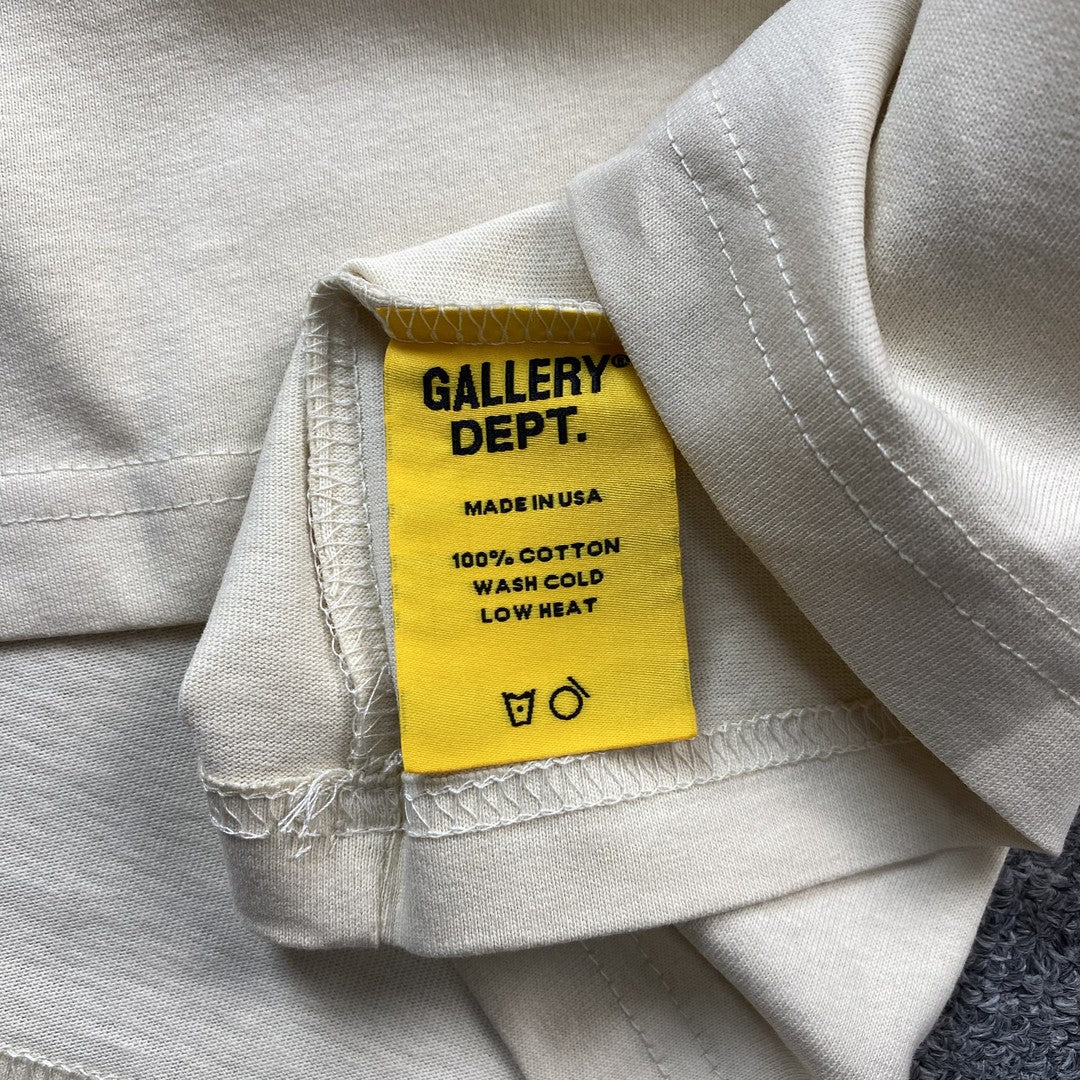 GALLERY®
DEPT.
MADE IN USA
100% COTTON
WASH COLD
LOW HEAT